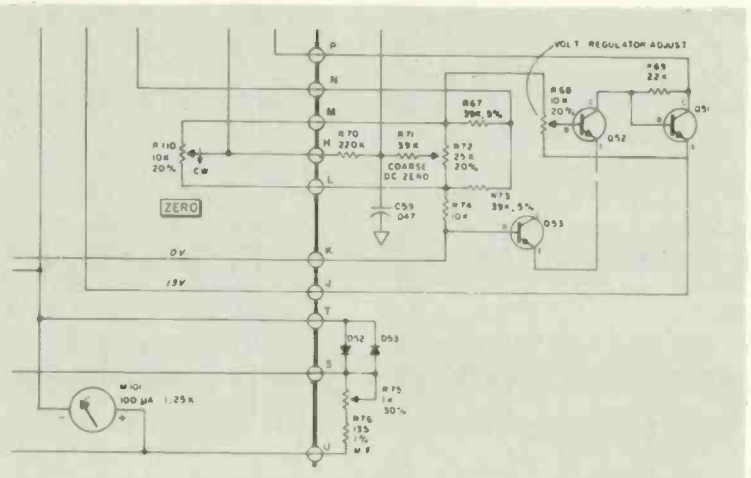 P
N
M
H
L
K
J
T
S
U
VOLT REGULATOR ADJUST
R69
22K
R68
10K
20%
B
C
E
Q52
C
B
E
Q51
R67
39K, 5%
R110
10K
20%
CW
ZERO
R70
220K
R71
39K
COARSE
DC ZERO
R72
25K
20%
R73
39K, 5%
R74
10K
C59
.047
Q53
B
C
E
0V
19V
D52
D53
R75
1K
30%
R76
135
1%
M F
M101
100 µA 1.25K
-
+